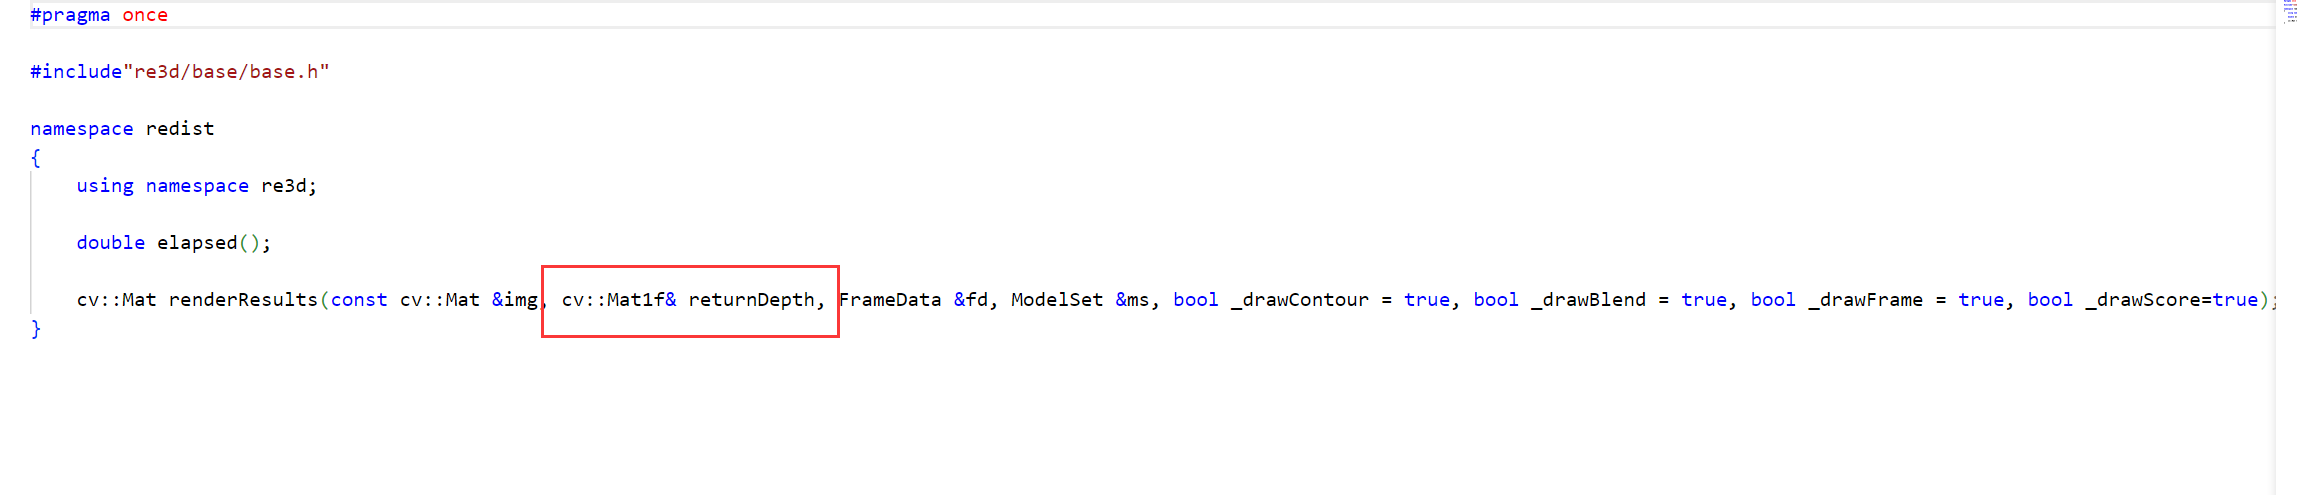 #pragma once
#include"re3d/base/base.h"
namespace redist
{
using namespace re3d;
double elapsed();
cv::Mat renderResults(const cv::Mat &img, cv::Mat1f& returnDepth, FrameData &fd, ModelSet &ms, bool _drawContour = true, bool _drawBlend = true, bool _drawFrame = true, bool _drawScore=true);
}